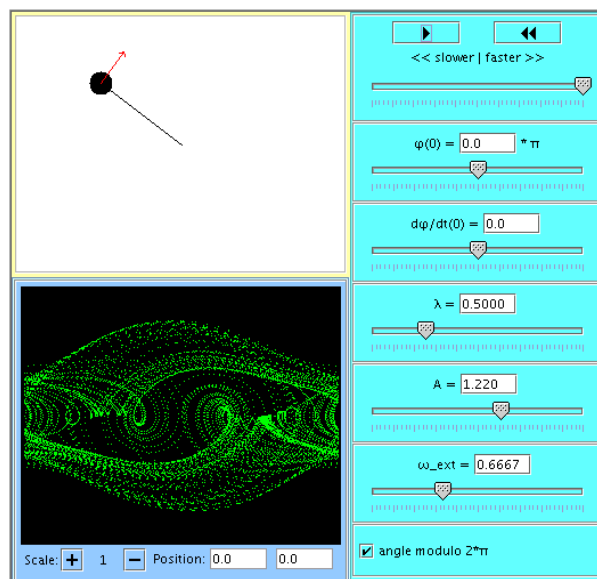 << slower | faster >>
φ(0) = 0.0 * π
dφ/dt(0) = 0.0
λ = 0.5000
A = 1.220
ω_ext = 0.6667
Scale: + 1 − Position: 0.0 0.0
✔ angle modulo 2*π